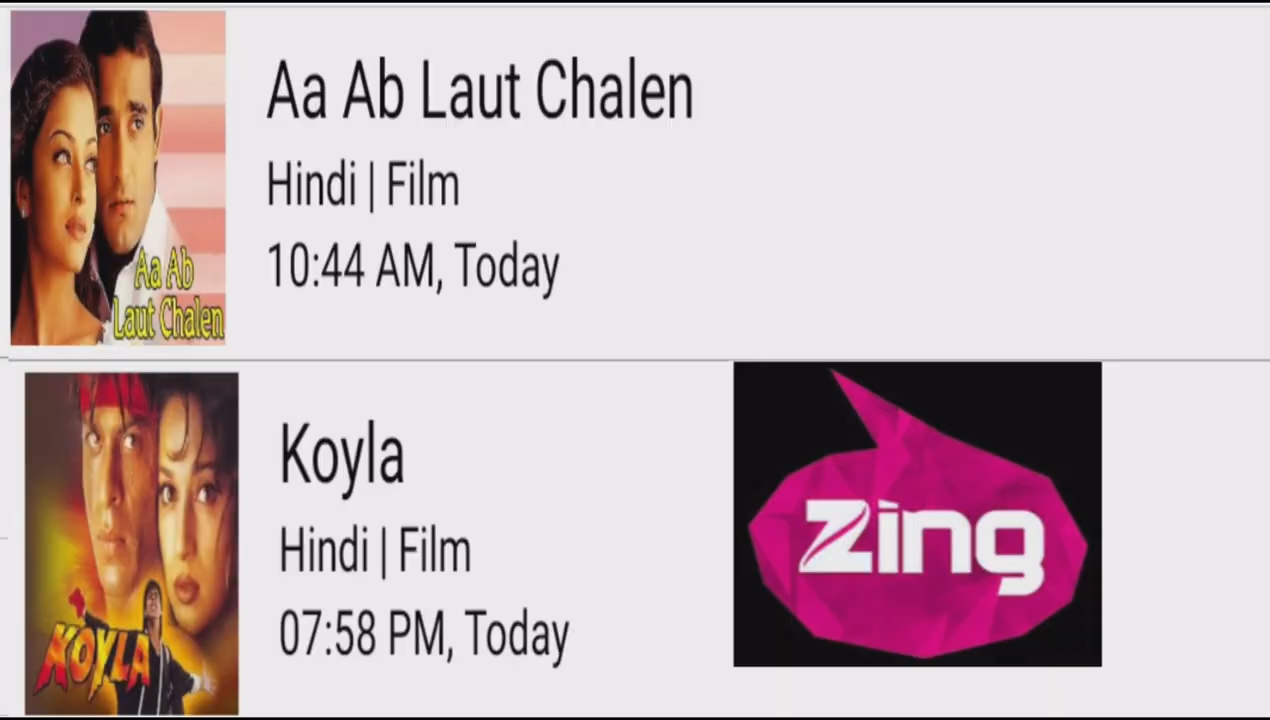 Aa Ab Laut Chalen
Hindi | Film
10:44 AM, Today
Aa Ab
Laut Chalen
Koyla
Hindi | Film
07:58 PM, Today
KOYLA
Zing